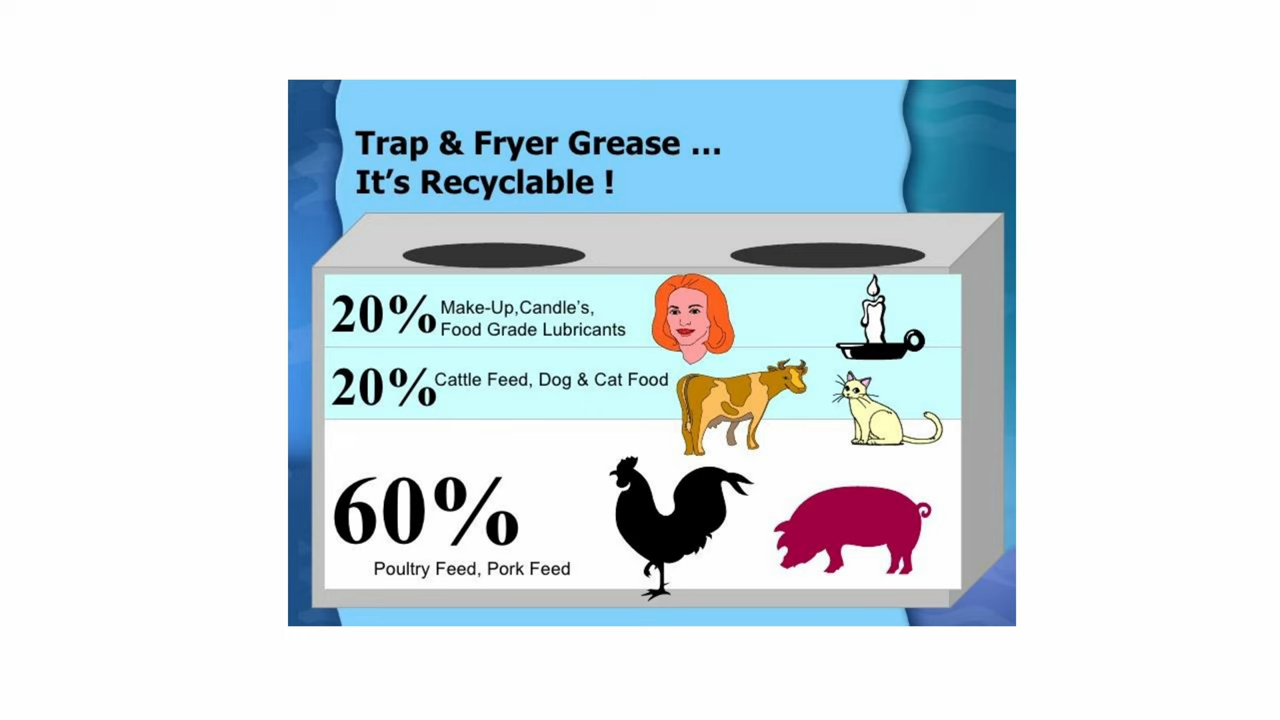 Trap & Fryer Grease ...
It's Recyclable !
20% Make-Up,Candle's,
Food Grade Lubricants
20% Cattle Feed, Dog & Cat Food
60%
Poultry Feed, Pork Feed